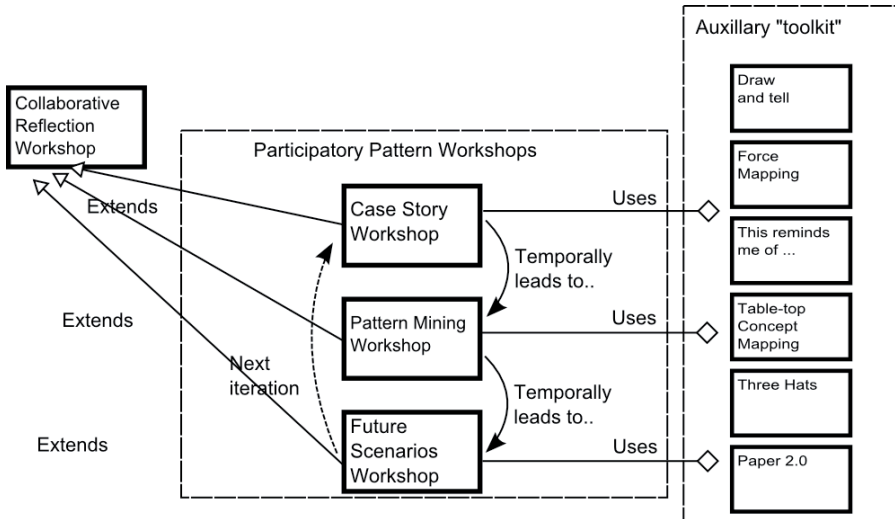 Auxillary "toolkit"
Collaborative
Reflection
Workshop
Participatory Pattern Workshops
Extends
Extends
Extends
Case Story
Workshop
Temporally
leads to..
Pattern Mining
Workshop
Next
iteration
Temporally
leads to..
Future
Scenarios
Workshop
Uses
Uses
Uses
Draw
and tell
Force
Mapping
This reminds
me of ...
Table-top
Concept
Mapping
Three Hats
Paper 2.0